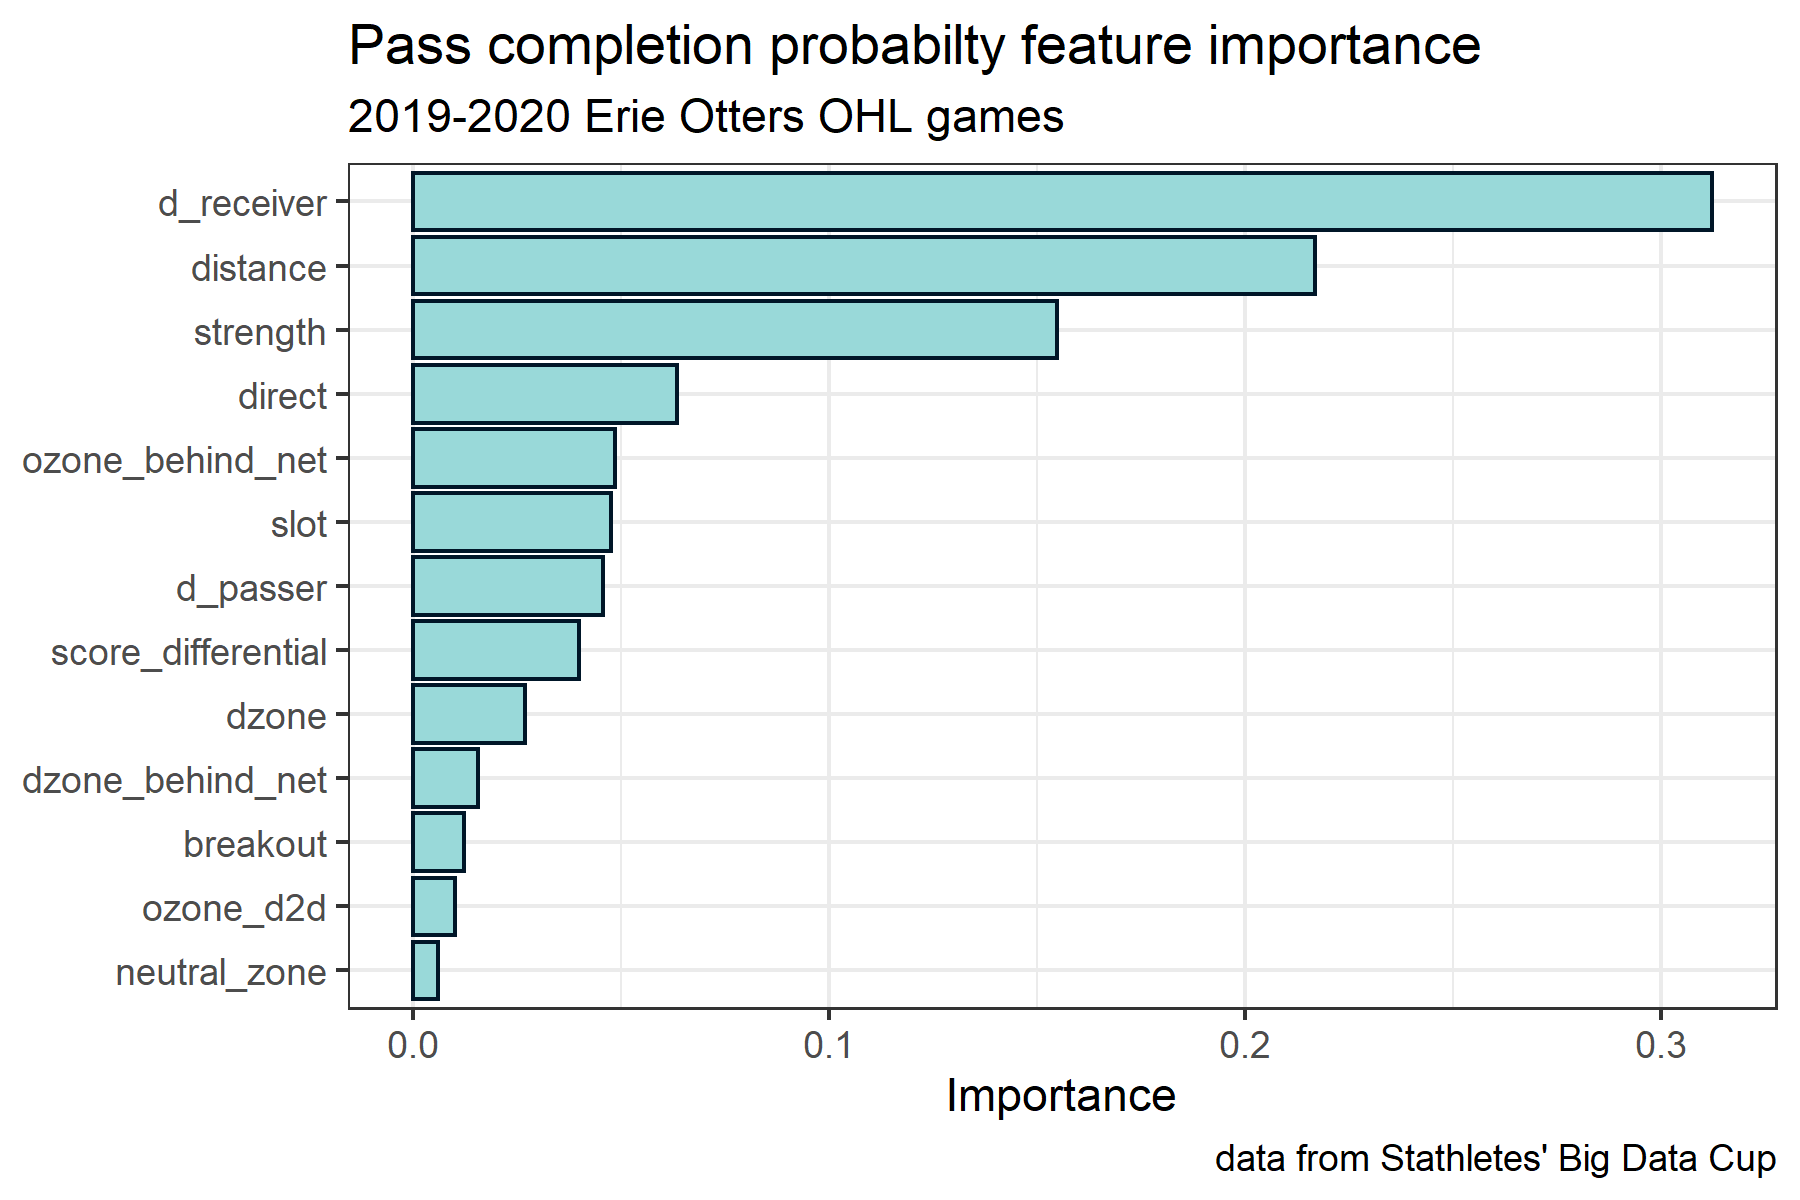 Pass completion probabilty feature importance
2019-2020 Erie Otters OHL games
d_receiver
distance
strength
direct
ozone_behind_net
slot
d_passer
score_differential
dzone
dzone_behind_net
breakout
ozone_d2d
neutral_zone
0.0 0.1 0.2 0.3
Importance
data from Stathletes' Big Data Cup